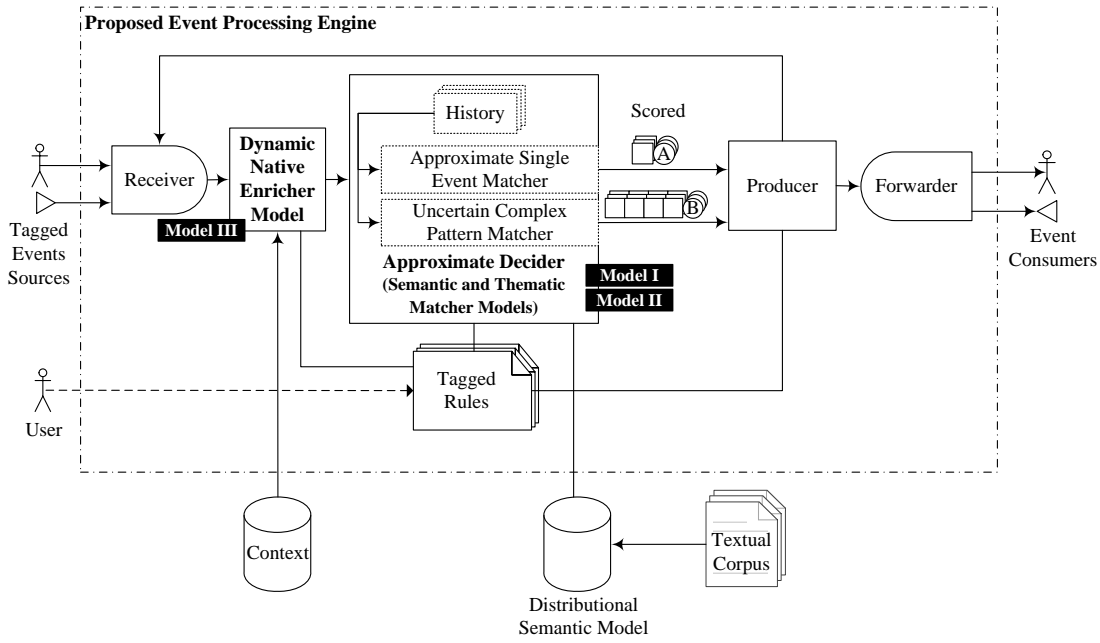 Proposed Event Processing Engine
History
Scored
Dynamic
Native
Enricher
Model
Receiver
Approximate Single
Event Matcher
A
Producer
Forwarder
Uncertain Complex
Pattern Matcher
B
Model III
Tagged
Events
Sources
Approximate Decider
(Semantic and Thematic
Matcher Models)
Model I
Model II
Event
Consumers
Tagged
Rules
User
Context
Textual
Corpus
Distributional
Semantic Model